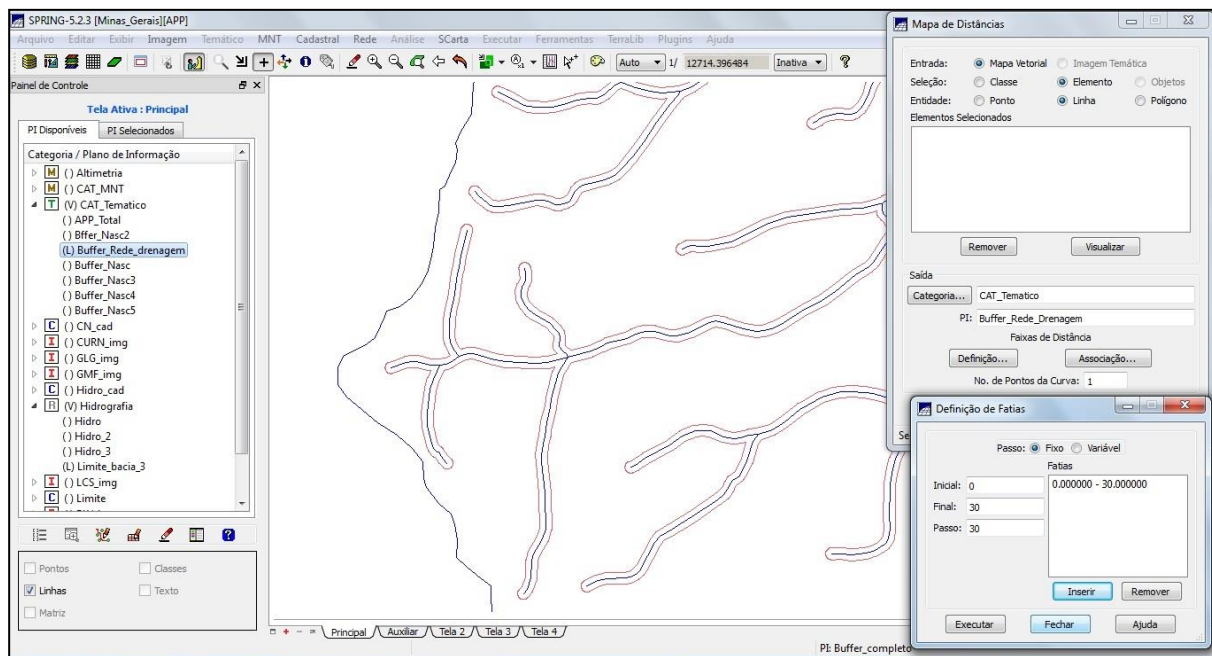 SPRING-5.2.3 [Minas_Gerais][APP]
Arquivo Editar Exibir Imagem Temático MNT Cadastral Rede Análise SCarta Executar Ferramentas TerraLib Plugins Ajuda
Auto 1/ 12714.396484 Inativa
Painel de Controle
Tela Ativa : Principal
PI Disponíveis PI Selecionados
Categoria / Plano de Informação
M () Altimetria
M () CAT_MNT
T (V) CAT_Tematico
() APP_Total
() Bffer_Nasc2
(L) Buffer_Rede_drenagem
() Buffer_Nasc
() Buffer_Nasc3
() Buffer_Nasc4
() Buffer_Nasc5
C () CN_cad
I () CURN_img
I () GLG_img
I () GMF_img
C () Hidro_cad
R (V) Hidrografia
() Hidro
() Hidro_2
() Hidro_3
(L) Limite_bacia_3
I () LCS_img
C () Limite
Pontos Classes
Linhas Texto
Matriz
Principal Auxiliar Tela 2 Tela 3 Tela 4
PI: Buffer_completo
Mapa de Distâncias
Entrada: Mapa Vetorial Imagem Temática
Seleção: Classe Elemento Objetos
Entidade: Ponto Linha Polígono
Elementos Selecionados
Remover Visualizar
Saída
Categoria... CAT_Tematico
PI: Buffer_Rede_Drenagem
Faixas de Distância
Definição... Associação...
No. de Pontos da Curva: 1
Se
Definição de Fatias
Passo: Fixo Variável
Fatias
Inicial: 0
0.000000 - 30.000000
Final: 30
Passo: 30
Inserir Remover
Executar Fechar Ajuda